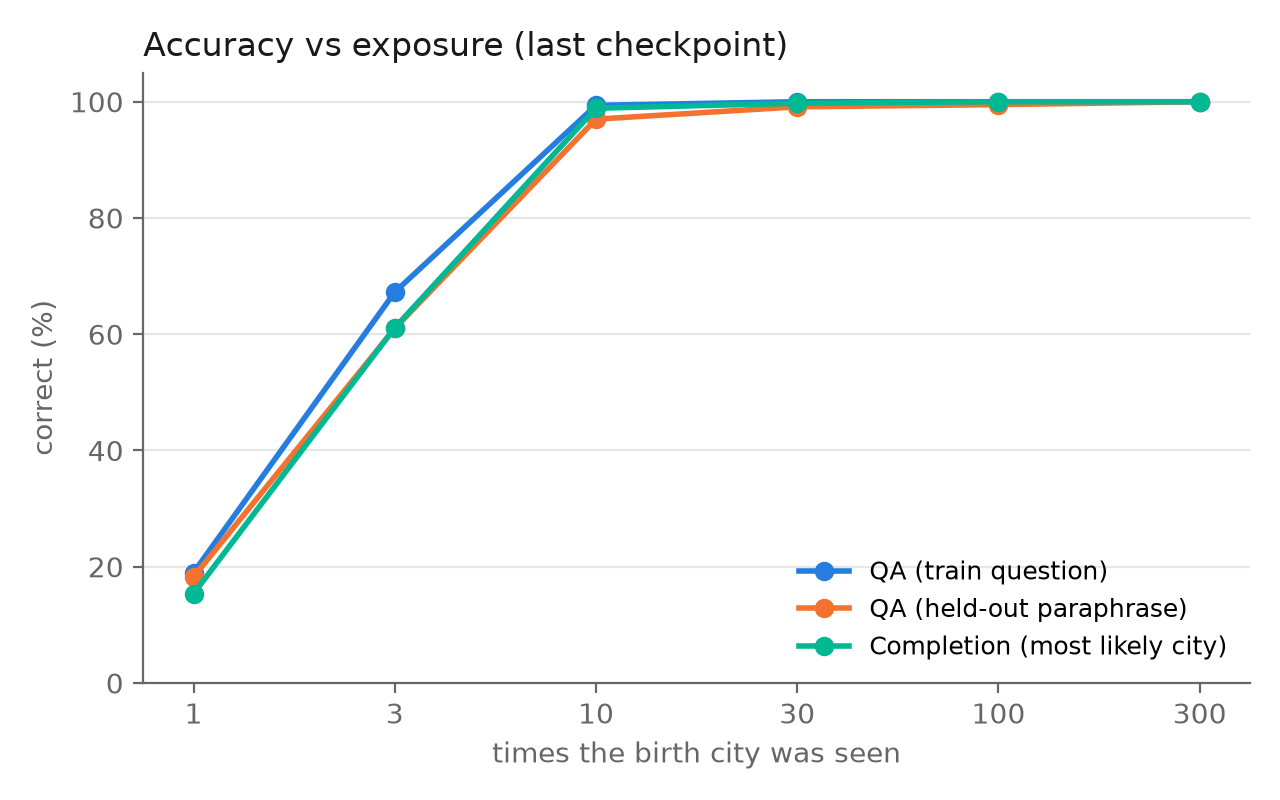 Accuracy vs exposure (last checkpoint)
100
80
60
40
20
0
correct (%)
QA (train question)
QA (held-out paraphrase)
Completion (most likely city)
1 3 10 30 100 300
times the birth city was seen